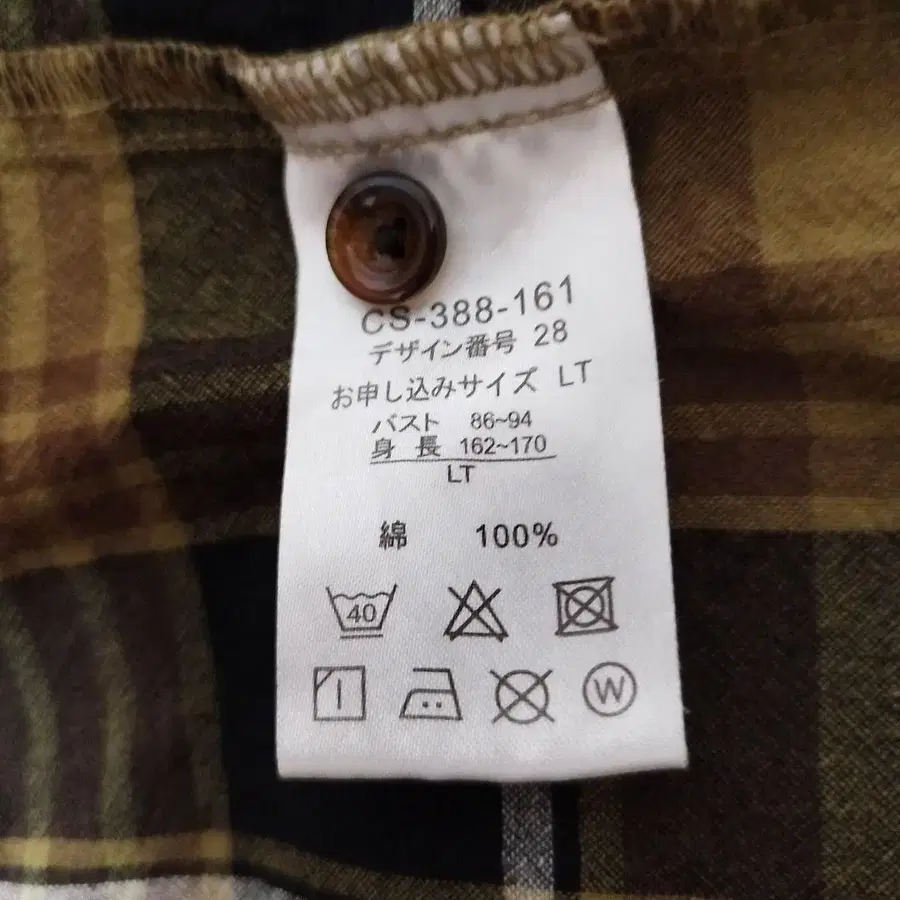 CS-388-161
デザイン番号 28
お申し込みサイズ LT
バスト 86~94
身長 162~170
LT
綿 100%
40
W